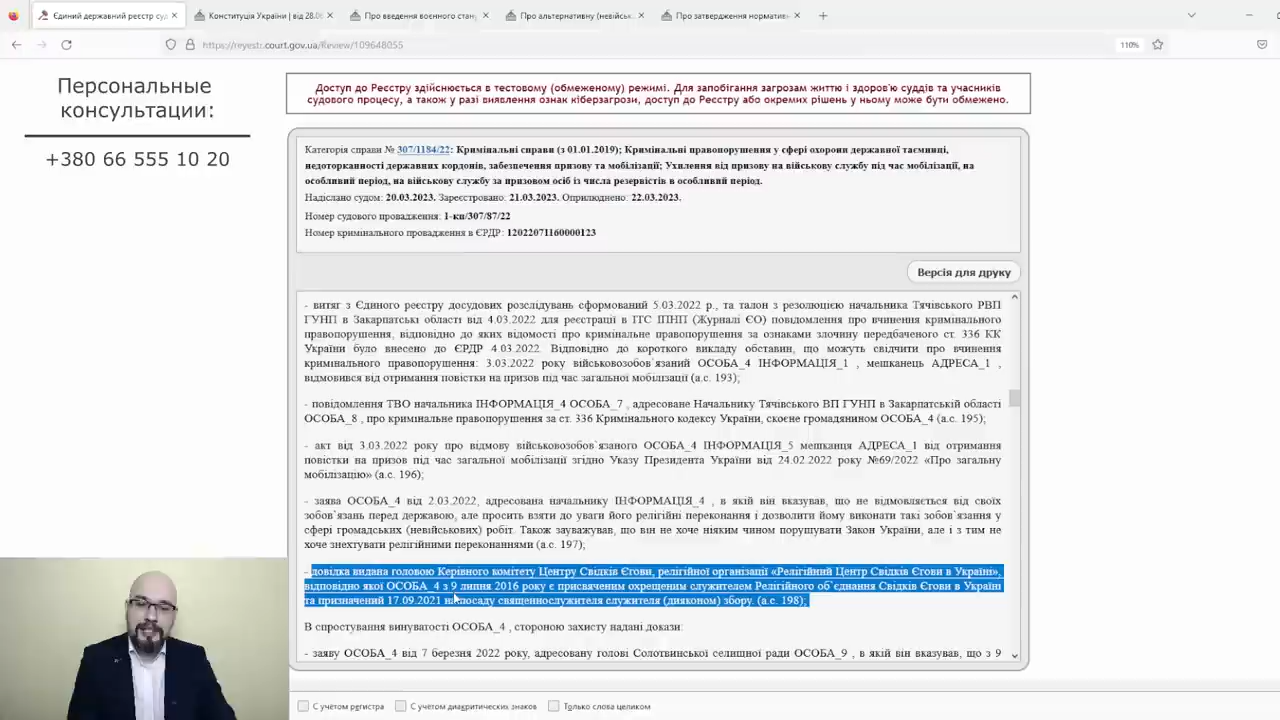 Єдиний державний реєстр суд
Конституція України | від 28.06
Про введення воєнного стану
Про альтернативну (невійськ
Про затвердження норматив
https://reyestr.court.gov.ua/Review/109648055
110%
Персональные
консультации:
+380 66 555 10 20
Доступ до Реєстру здійснюється в тестовому (обмеженому) режимі. Для запобігання загрозам життю і здоров'ю суддів та учасників
судового процесу, а також у разі виявлення ознак кіберзагрози, доступ до Реєстру або окремих рішень у ньому може бути обмежено.
Категорія справи № 307/1184/22: Кримінальні справи (з 01.01.2019); Кримінальні правопорушення у сфері охорони державної таємниці,
недоторканності державних кордонів, забезпечення призову та мобілізації; Ухилення від призову на військову службу під час мобілізації, на
особливий період, на військову службу за призовом осіб із числа резервістів в особливий період.
Надіслано судом: 20.03.2023. Зареєстровано: 21.03.2023. Оприлюднено: 22.03.2023.
Номер судового провадження: 1-кп/307/87/22
Номер кримінального провадження в ЄРДР: 12022071160000123
Версія для друку
- витяг з Єдиного реєстру досудових розслідувань сформований 5.03.2022 р., та талон з резолюцією начальника Тячівського РВП
ГУНП в Закарпатські області від 4.03.2022 для реєстрації в ІТС ІПНП (Журналі ЄО) повідомлення про вчинення кримінального
правопорушення, відповідно до яких відомості про кримінальне правопорушення за ознаками злочину передбаченого ст. 336 КК
України було внесено до ЄРДР 4.03.2022. Відповідно до короткого викладу обставин, що можуть свідчити про вчинення
кримінального правопорушення: 3.03.2022 року військовозобов`язаний ОСОБА_4 ІНФОРМАЦІЯ_1 , мешканець АДРЕСА_1 ,
відмовився від отримання повістки на призов під час загальної мобілізації (а.с. 193);
- повідомлення ТВО начальника ІНФОРМАЦІЯ_4 ОСОБА_7 , адресоване Начальнику Тячівського ВП ГУНП в Закарпатській області
ОСОБА_8 , про кримінальне правопорушення за ст. 336 Кримінального кодексу України, скоєне громадянином ОСОБА_4 (а.с. 195);
- акт від 3.03.2022 року про відмову військовозобов`язаного ОСОБА_4 ІНФОРМАЦІЯ_5 мешканця АДРЕСА_1 від отримання
повістки на призов під час загальної мобілізації згідно Указу Президента України від 24.02.2022 року №69/2022 «Про загальну
мобілізацію» (а.с. 196);
- заява ОСОБА_4 від 2.03.2022, адресована начальнику ІНФОРМАЦІЯ_4 , в якій він вказував, що не відмовляється від своїх
зобов`язань перед державою, але просить взяти до уваги його релігійні переконання і дозволити йому виконати такі зобов`язання у
сфері громадських (невійськових) робіт. Також зауважував, що він не хоче ніяким чином порушувати Закон України, але і з тим не
хоче знехтувати релігійними переконаннями (а.с. 197);
- довідка видана головою Керівного комітету Центру Свідків Єгови, релігійної організації «Релігійний Центр Свідків Єгови в Україні»,
відповідно якої ОСОБА_4 з 9 липня 2016 року є присвяченим охрещеним служителем Релігійного об`єднання Свідків Єгови в Україні
та призначений 17.09.2021 на посаду священнослужителя служителя (дияконом) збору. (а.с. 198);
В спростування винуватості ОСОБА_4 , стороною захисту надані докази:
- заяву ОСОБА_4 від 7 березня 2022 року, адресовану голові Солотвинської селищної ради ОСОБА_9 , в якій він вказував, що з 9
С учётом регистра
С учётом диакритических знаков
Только слова целиком